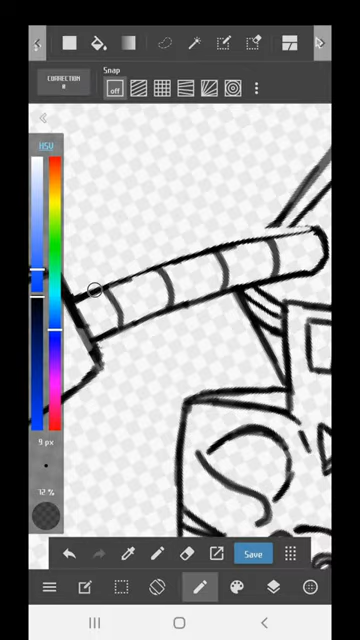 Snap
CORRECTION
off
HSV
9 px
12 %
Save